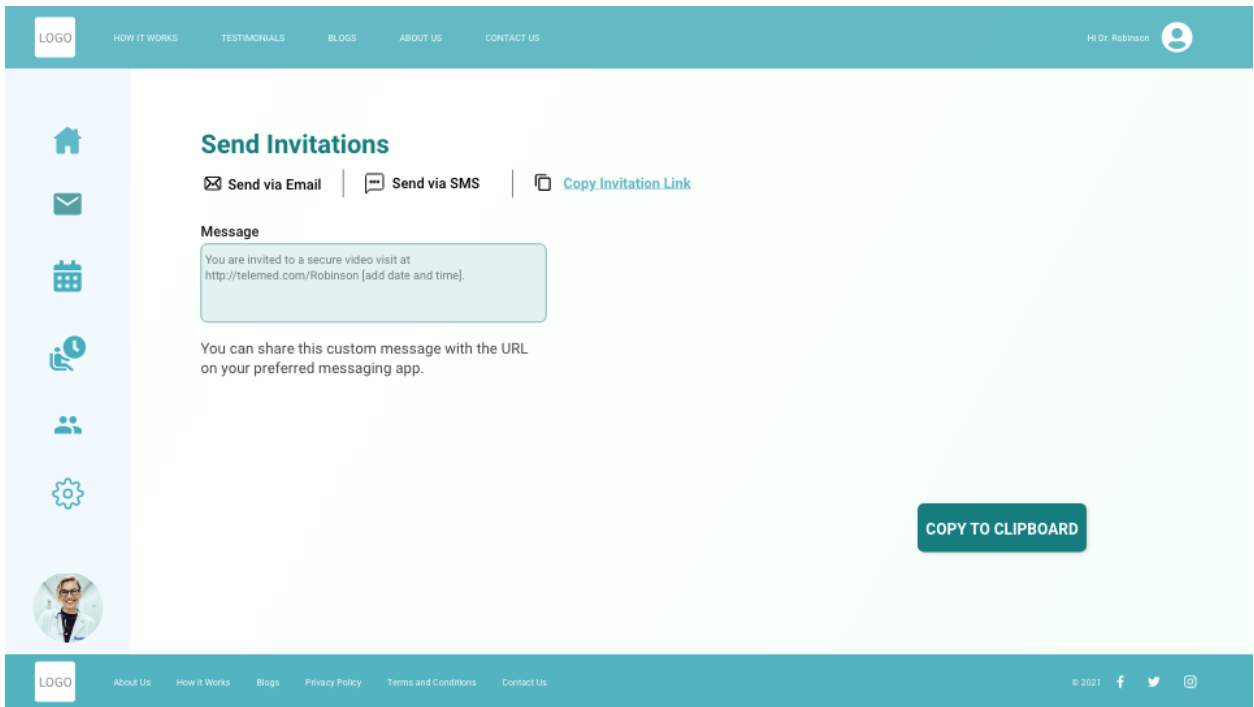 LOGO
HOW IT WORKS
TESTIMONIALS
BLOGS
ABOUT US
CONTACT US
Hi Dr. Robinson
Send Invitations
Send via Email
Send via SMS
Copy Invitation Link
Message
You are invited to a secure video visit at
http://telemed.com/Robinson [add date and time].
You can share this custom message with the URL
on your preferred messaging app.
COPY TO CLIPBOARD
LOGO
About Us
How it Works
Blogs
Privacy Policy
Terms and Conditions
Contact Us
© 2021